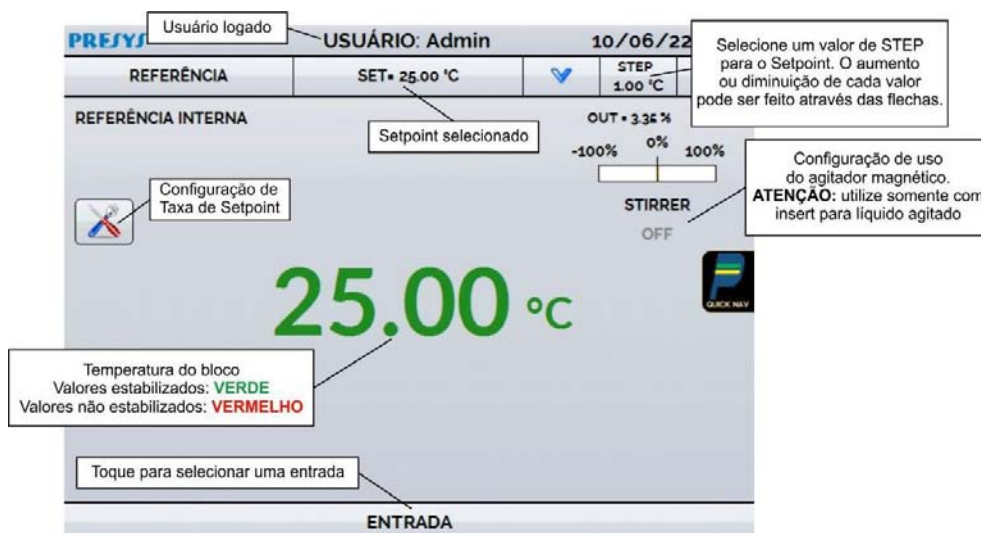 Usuário logado
PRESYS
USUÁRIO: Admin
10/06/22
Selecione um valor de STEP
para o Setpoint. O aumento
ou diminuição de cada valor
pode ser feito através das flechas.
REFERÊNCIA
SET= 25.00 °C
STEP
1.00 °C
REFERÊNCIA INTERNA
Setpoint selecionado
OUT = 3.36 %
-100%
0%
100%
Configuração de uso
do agitador magnético.
ATENÇÃO: utilize somente com
insert para líquido agitado
Configuração de
Taxa de Setpoint
STIRRER
OFF
QUICK NAV
25.00 °C
Temperatura do bloco
Valores estabilizados: VERDE
Valores não estabilizados: VERMELHO
Toque para selecionar uma entrada
ENTRADA